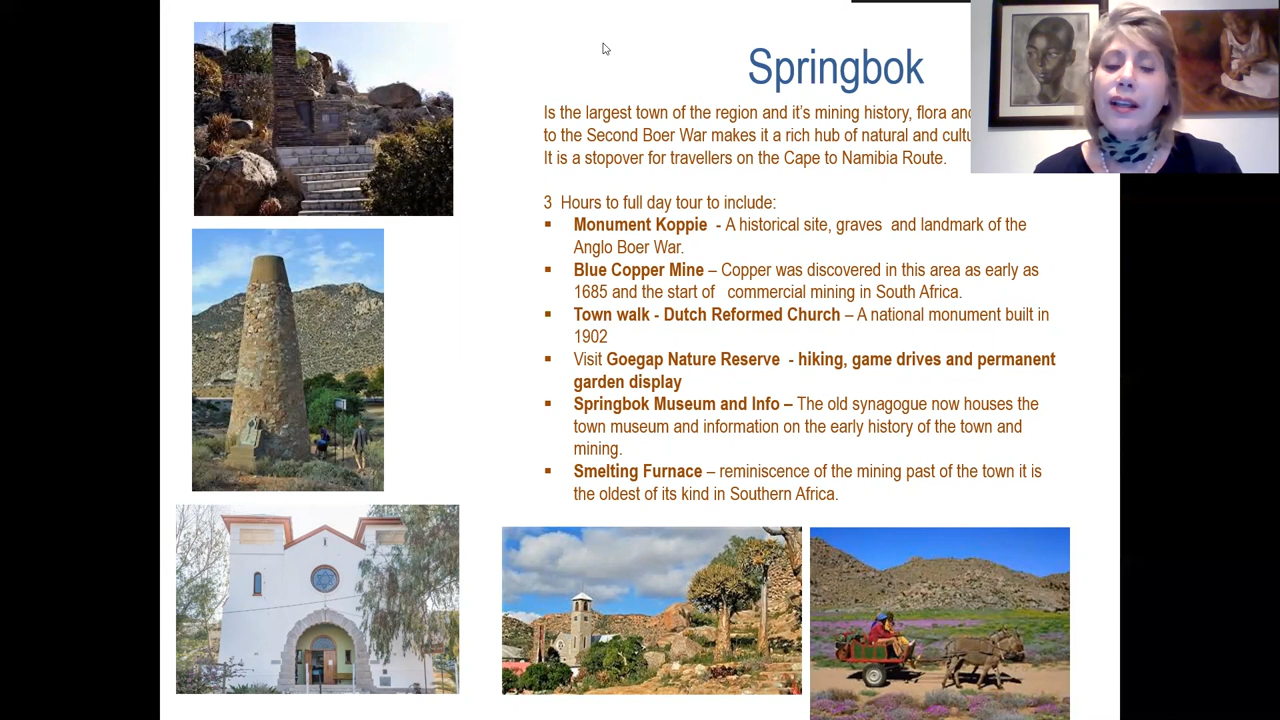 Springbok
Is the largest town of the region and it's mining history, flora and
to the Second Boer War makes it a rich hub of natural and
It is a stopover for travellers on the Cape to Namibia Route.
3 Hours to full day tour to include:
▪ Monument Koppie - A historical site, graves and landmark of the
Anglo Boer War.
▪ Blue Copper Mine – Copper was discovered in this area as early as
1685 and the start of commercial mining in South Africa.
▪ Town walk - Dutch Reformed Church – A national monument built in
1902
▪ Visit Goegap Nature Reserve - hiking, game drives and permanent
garden display
▪ Springbok Museum and Info – The old synagogue now houses the
town museum and information on the early history of the town and
mining.
▪ Smelting Furnace – reminiscence of the mining past of the town it is
the oldest of its kind in Southern Africa.